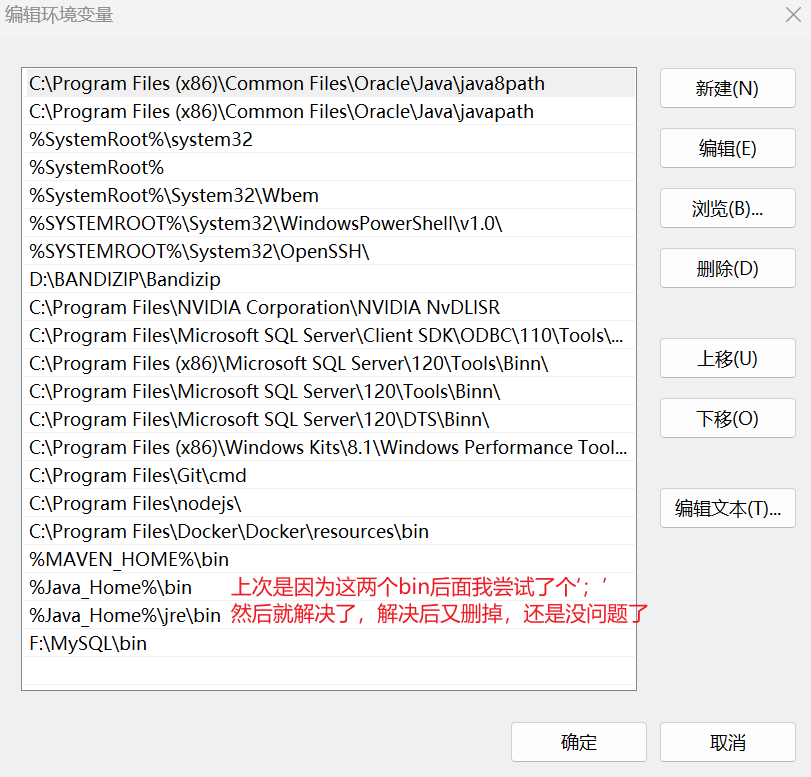 编辑环境变量
C:\Program Files (x86)\Common Files\Oracle\Java\java8path
C:\Program Files (x86)\Common Files\Oracle\Java\javapath
%SystemRoot%\system32
%SystemRoot%
%SystemRoot%\System32\Wbem
%SYSTEMROOT%\System32\WindowsPowerShell\v1.0\
%SYSTEMROOT%\System32\OpenSSH\
D:\BANDIZIP\Bandizip
C:\Program Files\NVIDIA Corporation\NVIDIA NvDLISR
C:\Program Files\Microsoft SQL Server\Client SDK\ODBC\110\Tools\...
C:\Program Files (x86)\Microsoft SQL Server\120\Tools\Binn\
C:\Program Files\Microsoft SQL Server\120\Tools\Binn\
C:\Program Files\Microsoft SQL Server\120\DTS\Binn\
C:\Program Files (x86)\Windows Kits\8.1\Windows Performance Tool...
C:\Program Files\Git\cmd
C:\Program Files\nodejs\
C:\Program Files\Docker\Docker\resources\bin
%MAVEN_HOME%\bin
%Java_Home%\bin
%Java_Home%\jre\bin
F:\MySQL\bin
上次是因为这两个bin后面我尝试了个‘；’
然后就解决了，解决后又删掉，还是没问题了
新建(N)
编辑(E)
浏览(B)...
删除(D)
上移(U)
下移(O)
编辑文本(T)...
确定
取消